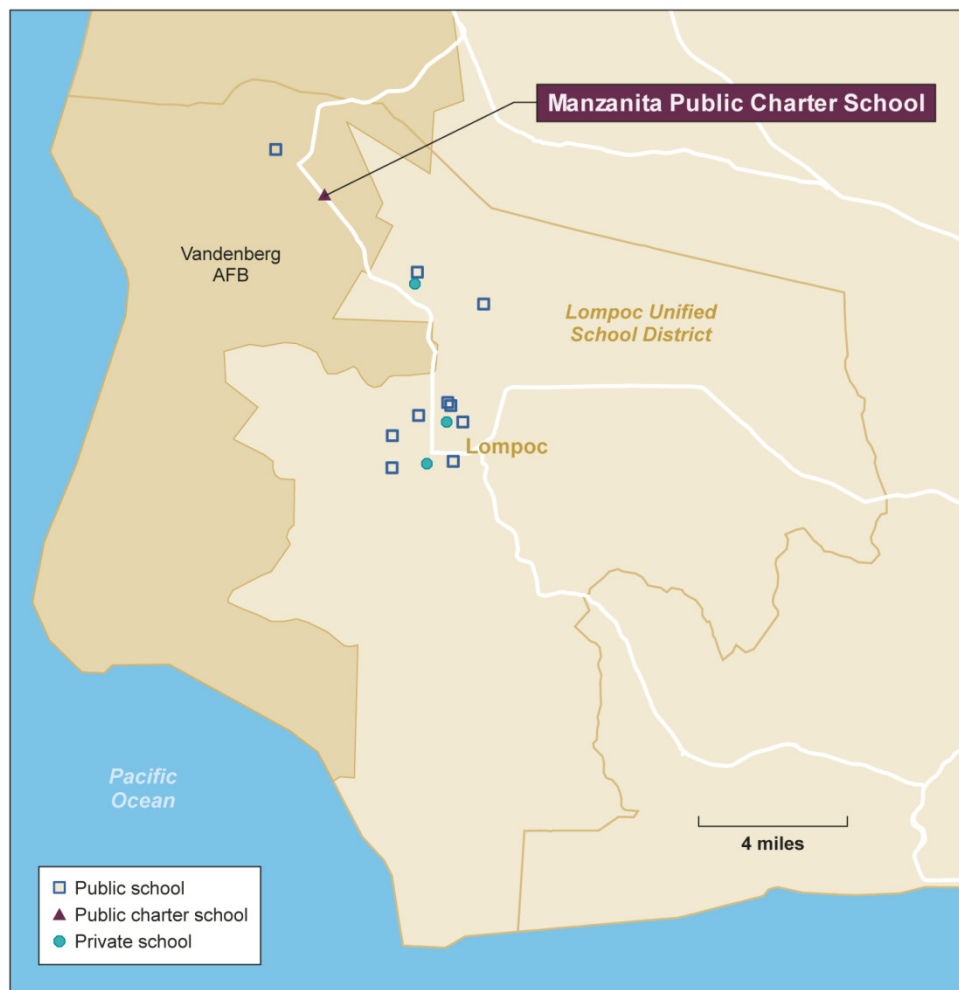 Manzanita Public Charter School
Vandenberg
AFB
Lompoc Unified
School District
Lompoc
Pacific
Ocean
4 miles
Public school
Public charter school
Private school